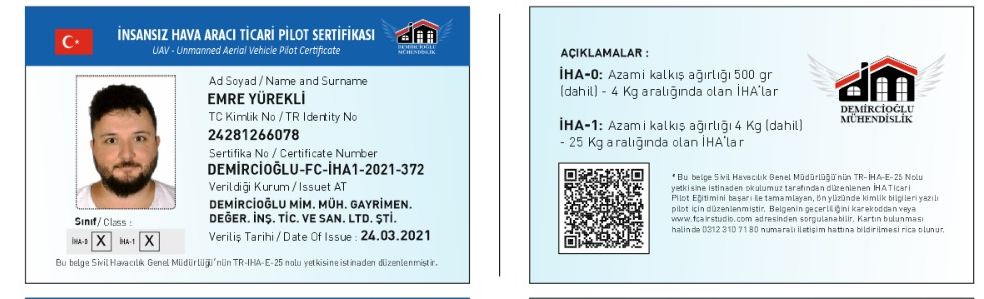 İNSANSIZ HAVA ARACI TİCARİ PİLOT SERTİFİKASI
UAV - Unmanned Aerial Vehicle Pilot Certificate
DEMİRCİOĞLU
MÜHENDİSLİK
Ad Soyad / Name and Surname
EMRE YÜREKLİ
TC Kimlik No / TR Identity No
24281266078
Sertifika No / Certificate Number
DEMİRCİOĞLU-FC-İHA1-2021-372
Verildiği Kurum / Issuet AT
DEMİRCİOĞLU MİM. MÜH. GAYRİMEN.
DEĞER. İNŞ. TİC. VE SAN. LTD. ŞTİ.
Veriliş Tarihi / Date Of Issue : 24.03.2021
Sınıf / Class :
İHA-0 X İHA-1 X
Bu belge Sivil Havacılık Genel Müdürlüğü'nün TR-IHA-E-25 nolu yetkisine istinaden düzenlenmiştir.
AÇIKLAMALAR :
İHA-0: Azami kalkış ağırlığı 500 gr
(dahil) - 4 Kg aralığında olan İHA'lar
İHA-1: Azami kalkış ağırlığı 4 Kg (dahil)
- 25 Kg aralığında olan İHA'lar
DEMİRCİOĞLU
MÜHENDİSLİK
* Bu belge Sivil Havacılık Genel Müdürlüğü'nün TR-İHA-E-25 Nolu
yetkisine istinaden okulumuz tarafından düzenlenen İHA Ticari
Pilot Eğitimini başarı ile tamamlayan, ön yüzünde kimlik bilgileri yazılı
pilot için düzenlenmiştir. Belgenin geçerliliğini karekoddan veya
www.fcairstudio.com adresinden sorgulanabilir. Kartın bulunması
halinde 0312 310 71 80 numaralı iletişim hattına bildirilmesi rica olunur.